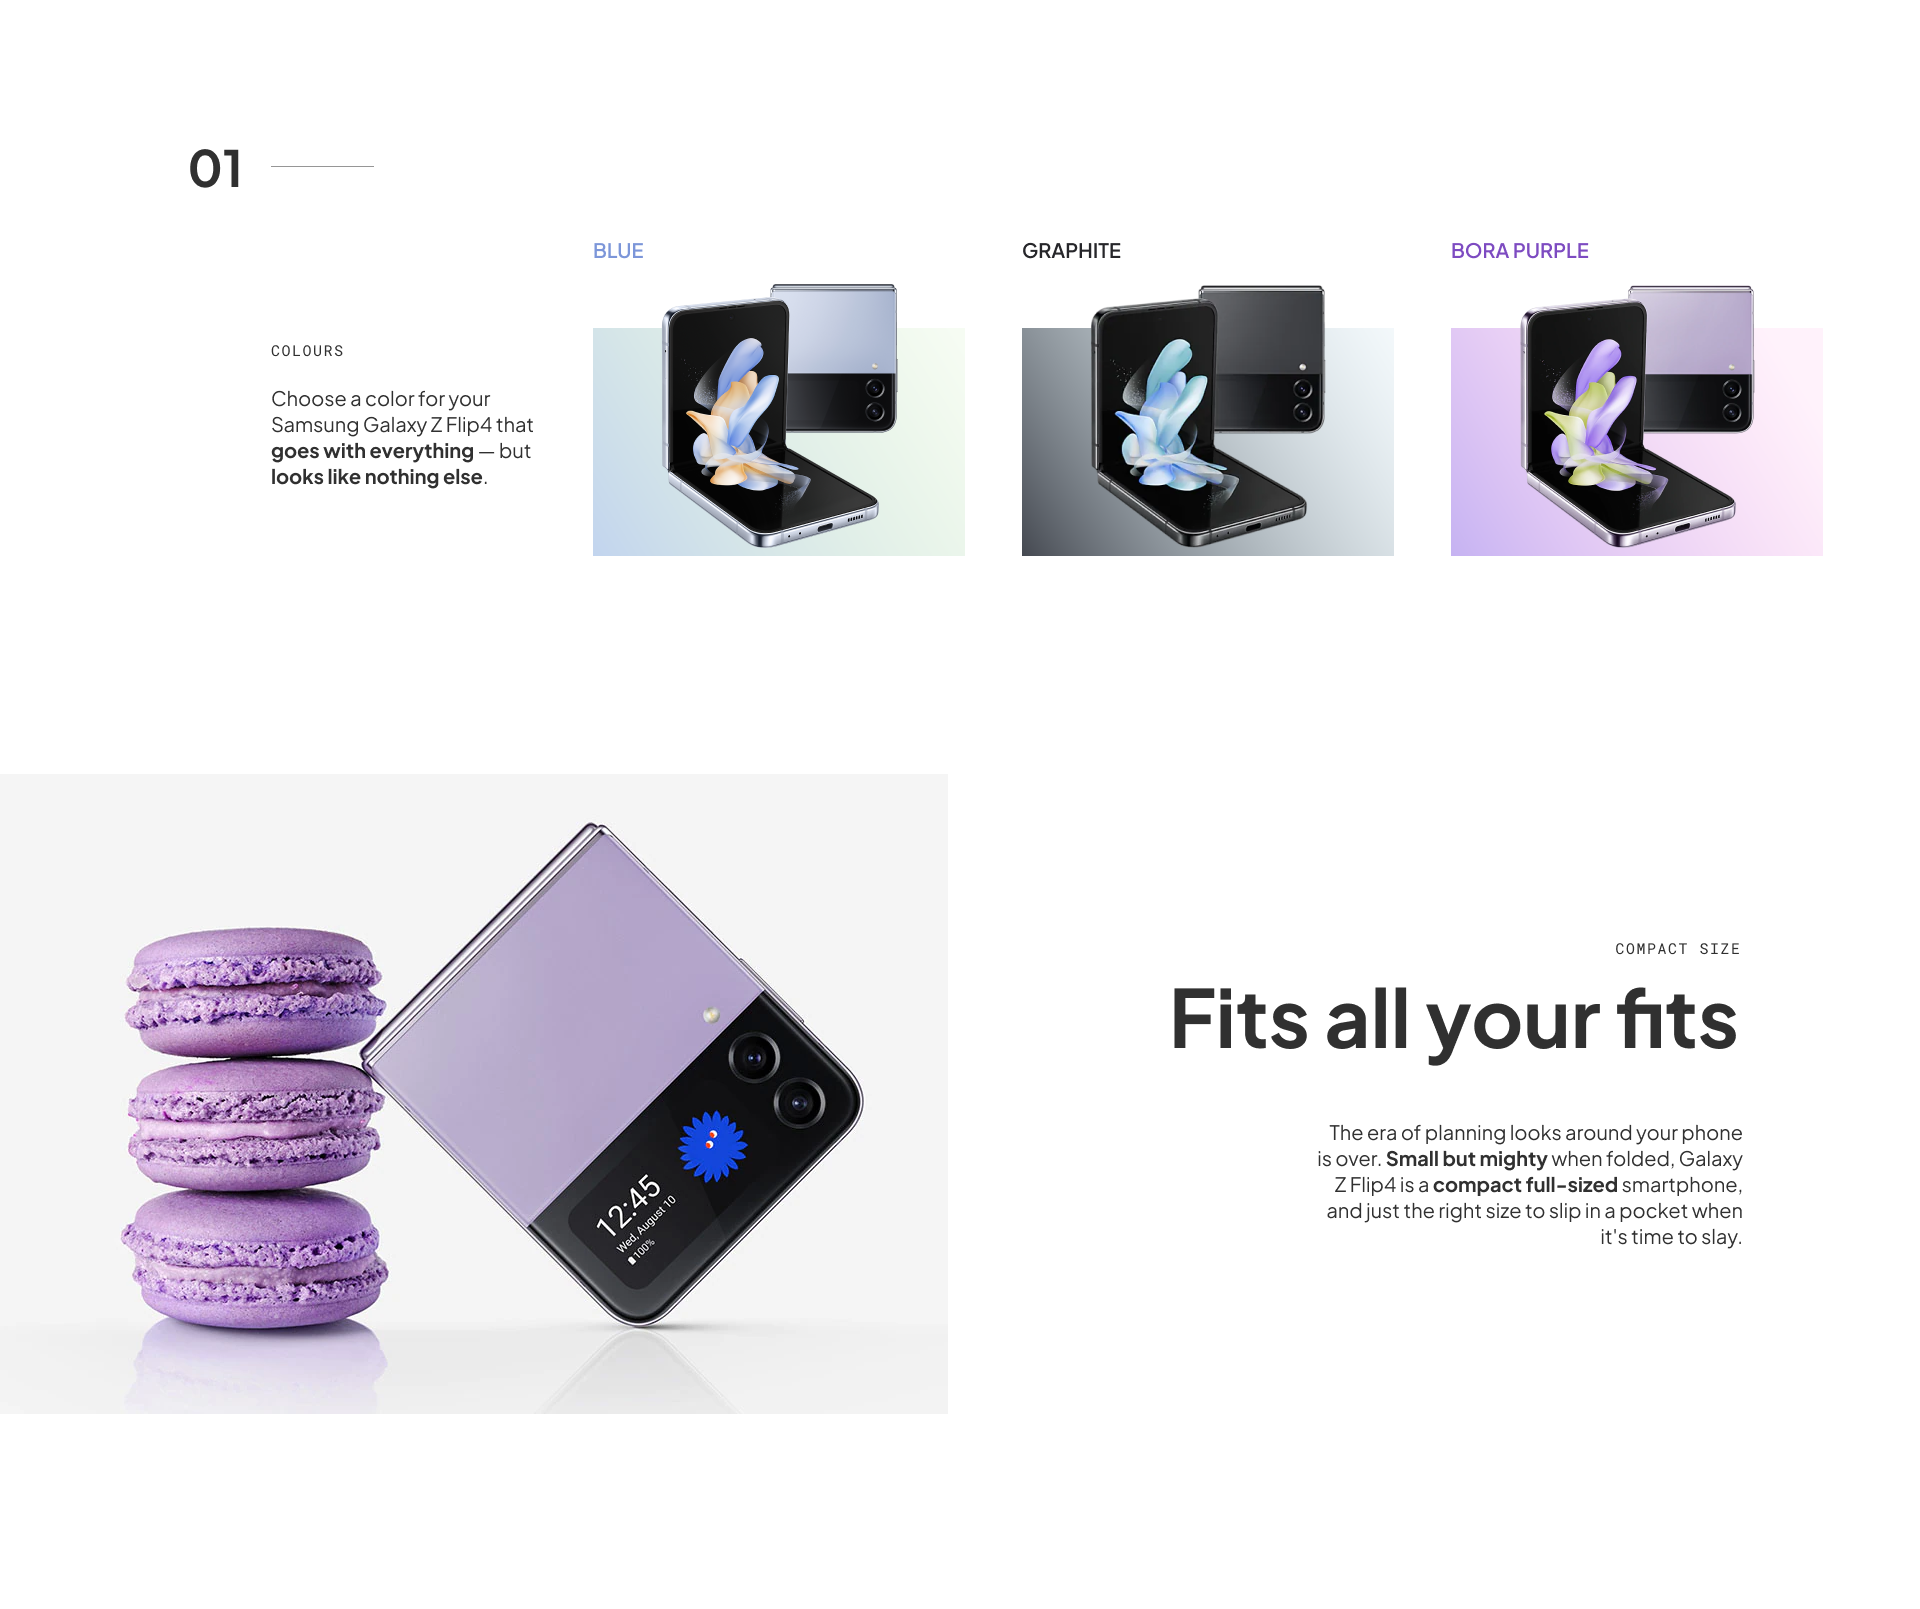 01
BLUE
GRAPHITE
BORA PURPLE
COLOURS
Choose a color for your
Samsung Galaxy Z Flip4 that
goes with everything — but
looks like nothing else.
12:45
Wed, August 10
100%
COMPACT SIZE
Fits all your fits
The era of planning looks around your phone
is over. Small but mighty when folded, Galaxy
Z Flip4 is a compact full-sized smartphone,
and just the right size to slip in a pocket when
it's time to slay.